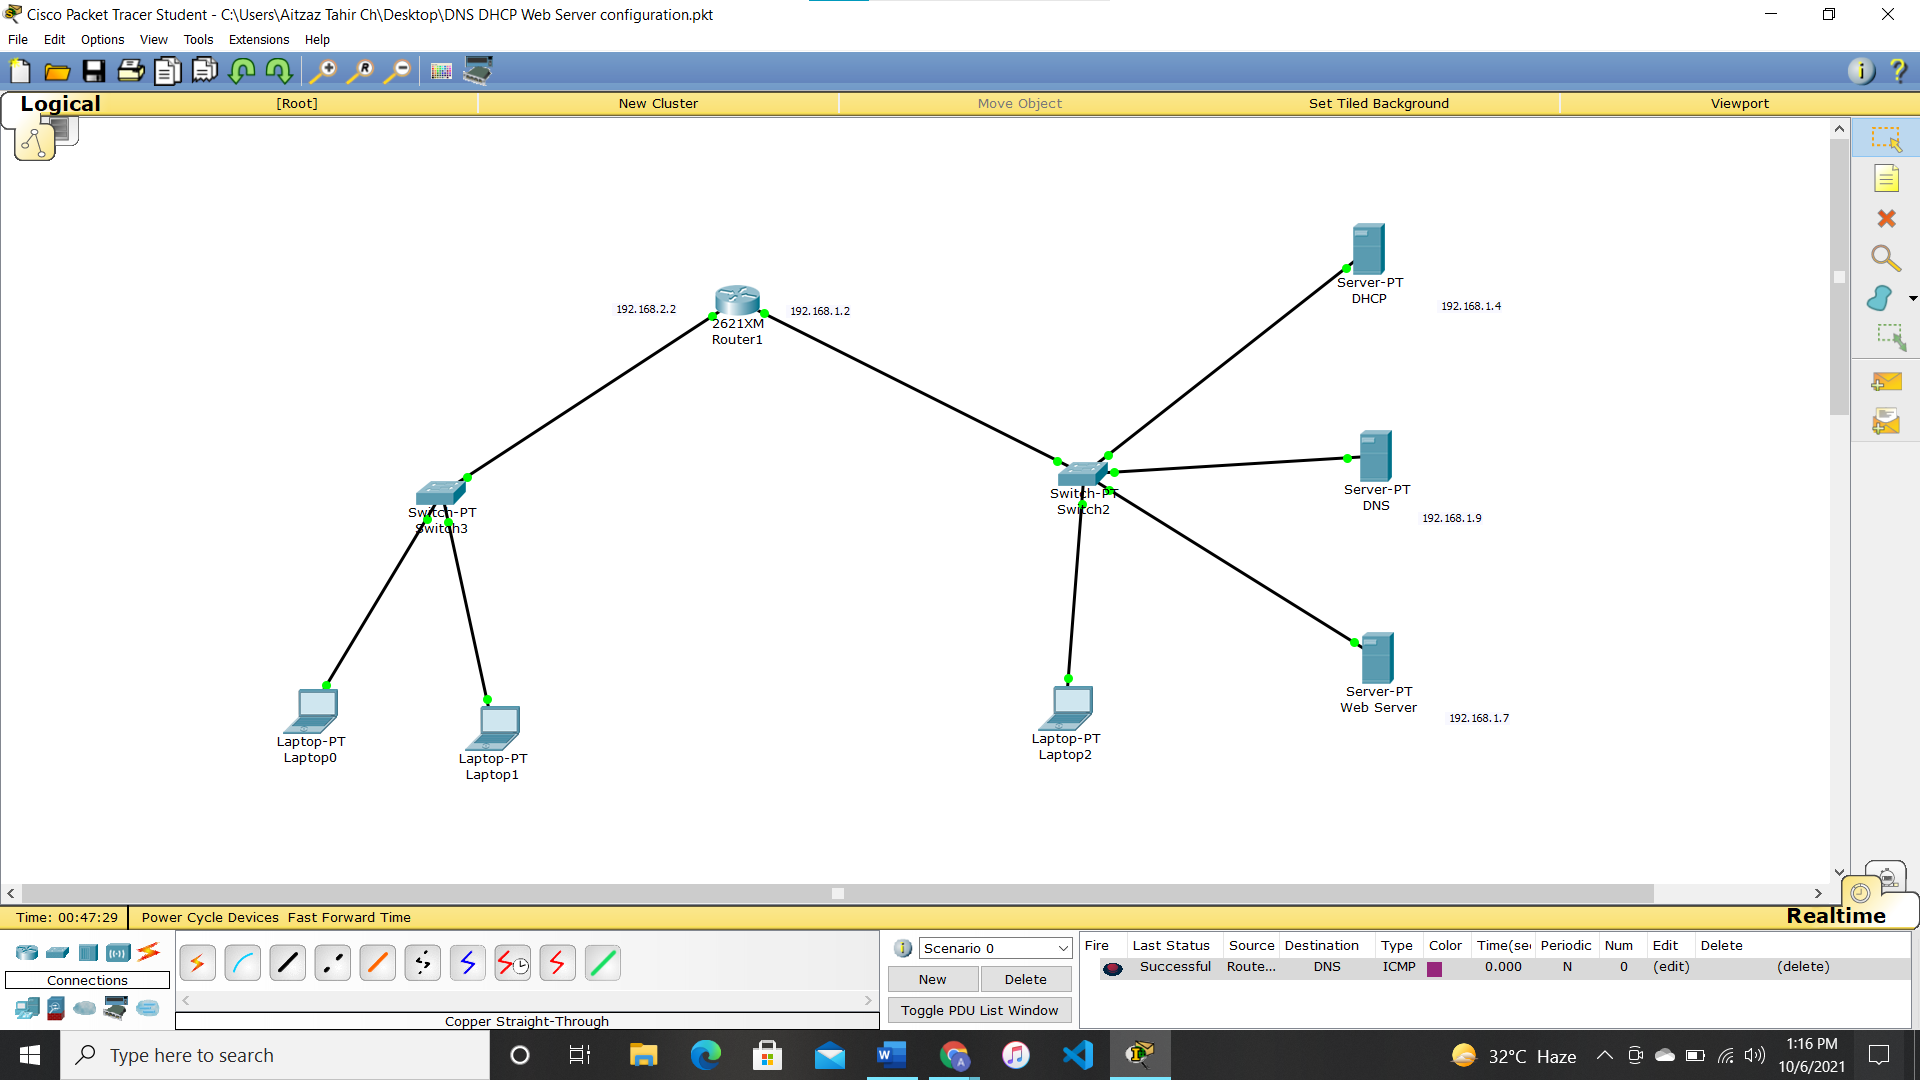 Cisco Packet Tracer Student - C:\Users\Aitzaz Tahir Ch\Desktop\DNS DHCP Web Server configuration.pkt
File Edit Options View Tools Extensions Help
Logical [Root] New Cluster Move Object Set Tiled Background Viewport
Server-PT
DHCP
192.168.1.4
192.168.2.2
192.168.1.2
2621XM
Router1
Server-PT
DNS
192.168.1.9
Switch-PT
Switch2
Switch-PT
Switch3
Server-PT
Web Server
192.168.1.7
Laptop-PT
Laptop0
Laptop-PT
Laptop1
Laptop-PT
Laptop2
Time: 00:47:29 Power Cycle Devices Fast Forward Time
Realtime
Connections
Copper Straight-Through
Scenario 0
New Delete
Toggle PDU List Window
Fire Last Status Source Destination Type Color Time(sec Periodic Num Edit Delete
Successful Route... DNS ICMP 0.000 N 0 (edit) (delete)
Type here to search
32°C Haze
1:16 PM
10/6/2021